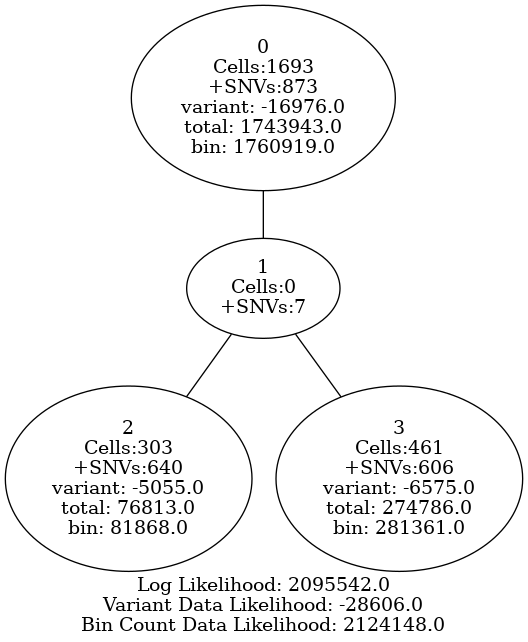 0
Cells:1693
+SNVs:873
variant: -16976.0
total: 1743943.0
bin: 1760919.0
1
Cells:0
+SNVs:7
2
Cells:303
+SNVs:640
variant: -5055.0
total: 76813.0
bin: 81868.0
3
Cells:461
+SNVs:606
variant: -6575.0
total: 274786.0
bin: 281361.0
Log Likelihood: 2095542.0
Variant Data Likelihood: -28606.0
Bin Count Data Likelihood: 2124148.0